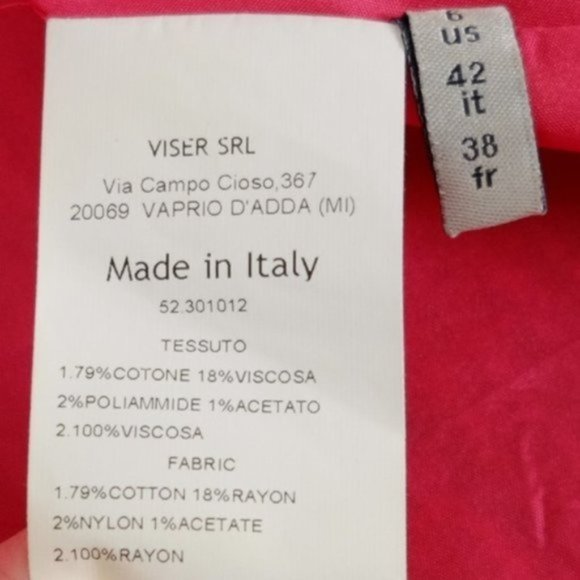 VISER SRL
Via Campo Cioso,367
20069 VAPRIO D'ADDA (MI)
Made in Italy
52.301012
TESSUTO
1.79%COTONE 18%VISCOSA
2%POLIAMMIDE 1%ACETATO
2.100%VISCOSA
FABRIC
1.79%COTTON 18%RAYON
2%NYLON 1%ACETATE
2.100%RAYON
6
us
42
it
38
fr